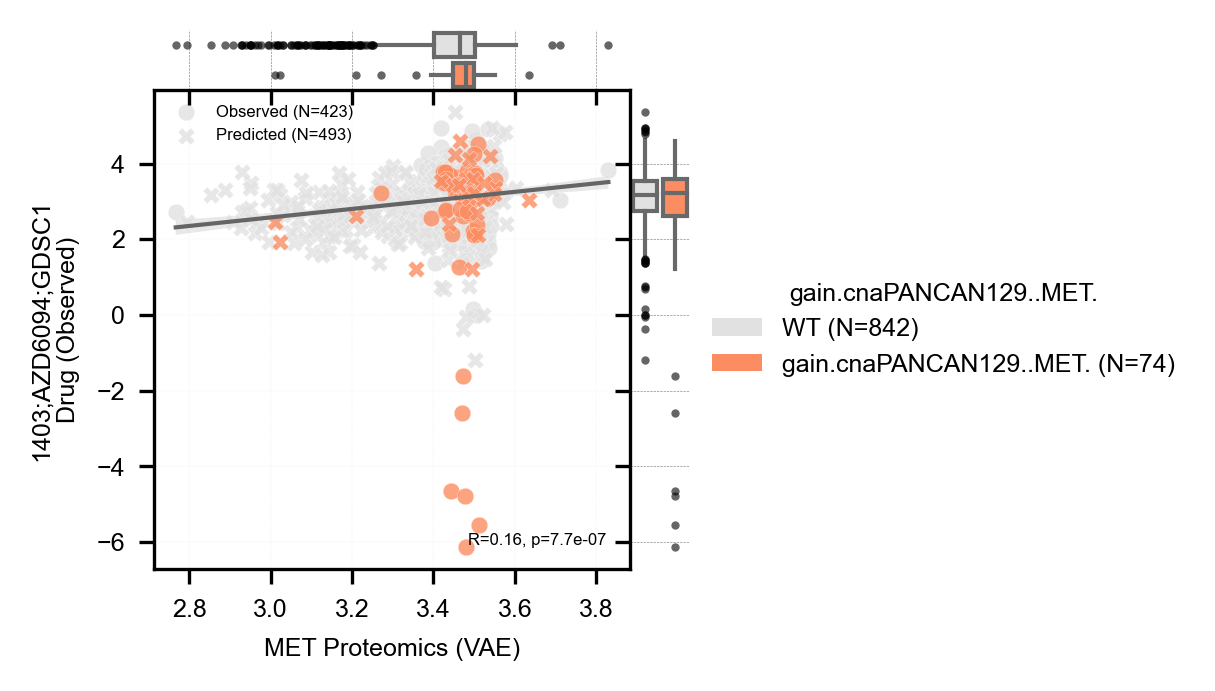 Observed (N=423)
Predicted (N=493)
4
2
0
−2
−4
−6
1403;AZD6094;GDSC1
Drug (Observed)
R=0.16, p=7.7e-07
2.8 3.0 3.2 3.4 3.6 3.8
MET Proteomics (VAE)
gain.cnaPANCAN129..MET.
WT (N=842)
gain.cnaPANCAN129..MET. (N=74)